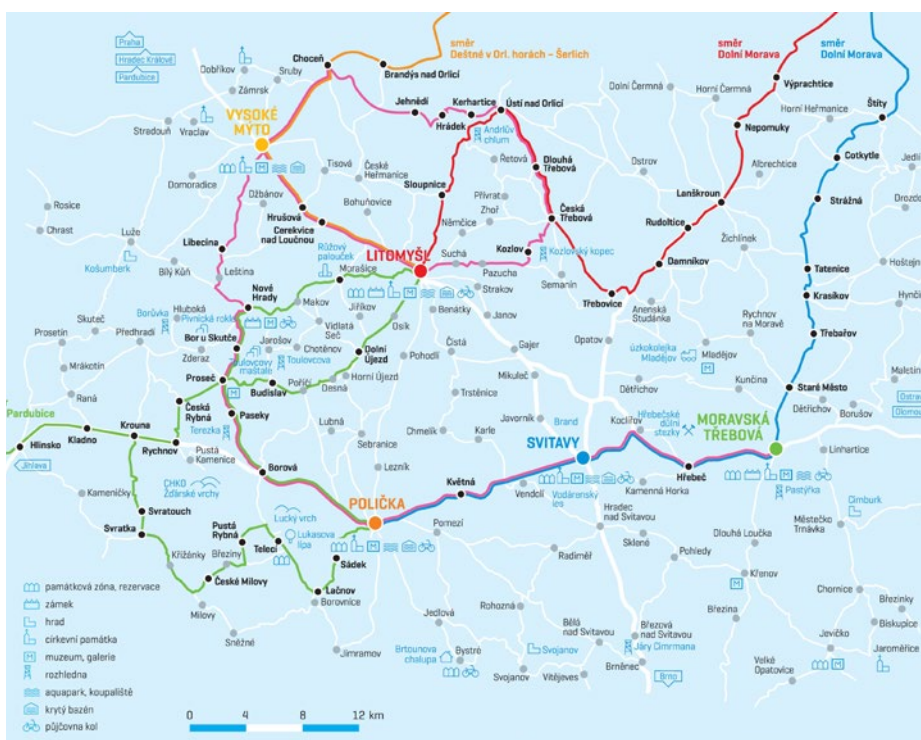 směr
Deštné v Orl. horách – Šerlich
směr
Dolní Morava
směr
Dolní Morava
Praha
Hradec Králové
Pardubice
Dobříkov
Sruby
Choceň
Zámrsk
Brandýs nad Orlicí
Výprachtice
Dolní Čermná
Horní Čermná
Jehnědí
Kerhartice
Hrádek
Ústí nad Orlicí
Horní Heřmanice
Štíty
VYSOKÉ
MÝTO
Stradouň
Vraclav
Andrlův
chlum
Nepomuky
Řetová
Dlouhá
Třebová
Ostrov
Albrechtice
Cotkytle
Tisová
České
Heřmanice
Domoradice
Sloupnice
Přívrat
Zhoř
Džbánov
Bohuňovice
Lanškroun
Strážná
Rosice
Chrast
Luže
Hrušová
Cerekvice
nad Loučnou
Němčice
Česká
Třebová
Rudoltice
Libecina
Růžový
palouček
LITOMYŠL
Suchá
Kozlov
Kozlovský kopec
Žichlínek
Košumberk
Bílý Kůň
Leština
Morašice
Pazucha
Strakov
Semanín
Damníkov
Tatenice
Třebovice
Krasíkov
Nové
Hrady
Makov
Jiříkov
Benátky
Janov
Anenská
Studánka
Rychnov
na Moravě
Skuteč
Borůvka
Hluboká
Pivnická rokle
Vidlatá
Seč
Osík
Prosetín
Předhradí
Bor u Skutče
Jarošov
Chotěnov
Dolní
Újezd
Pohodlí
Čistá
Gajer
Opatov
úzkokolejka
Mladějov
Mladějov
Třebařov
Zderaz
Toulovcovy
maštale
Toulovcova
Mrákotín
Proseč
Poříčí
Budislav
Desná
Horní Újezd
Mikuleč
Dětřichov
Kunčina
Staré Město
Raná
Trstěnice
Dětřichov
Borušov
Pardubice
Česká
Rybná
Paseky
Terezka
Lubná
Javorník
Brand
Koclířov
Hřebečské
důlní
stezky
MORAVSKÁ
TŘEBOVÁ
Hlinsko
Kladno
Krouna
Rychnov
Chmelík
Karle
Sebranice
SVITAVY
Linhartice
Jihlava
Pustá
Kamenice
Borová
Lezník
Hřebeč
Kameničky
CHKO
Žďárské vrchy
Květná
Vendolí
Vodárenský
les
Kamenná Horka
Pastýřka
Cimburk
POLIČKA
Svratouch
Svratka
Pustá
Rybná
Lucký vrch
Lukasova
lípa
Pomezí
Hradec
nad Svitavou
Dlouhá Loučka
Městečko
Trnávka
Telecí
Křižánky
Březiny
Sádek
Radiměř
Sklené
Pohledy
České Milovy
Lačnov
Křenov
Borovnice
Chornice
Březinky
Milovy
Jedlová
Rohozná
Bělá
nad Svitavou
Březová
nad Svitavou
Březina
Biskupice
Sněžné
Jimramov
Brtounova
chalupa
Bystré
Svojanov
Járy Cimrmana
Jevíčko
Jaroměřice
Svojanov
Vítějeves
Brněnec
Velké
Opatovice
Brno
památková zóna, rezervace
zámek
hrad
církevní památka
muzeum, galerie
rozhledna
aquapark, koupaliště
krytý bazén
půjčovna kol
0 4 8 12 km